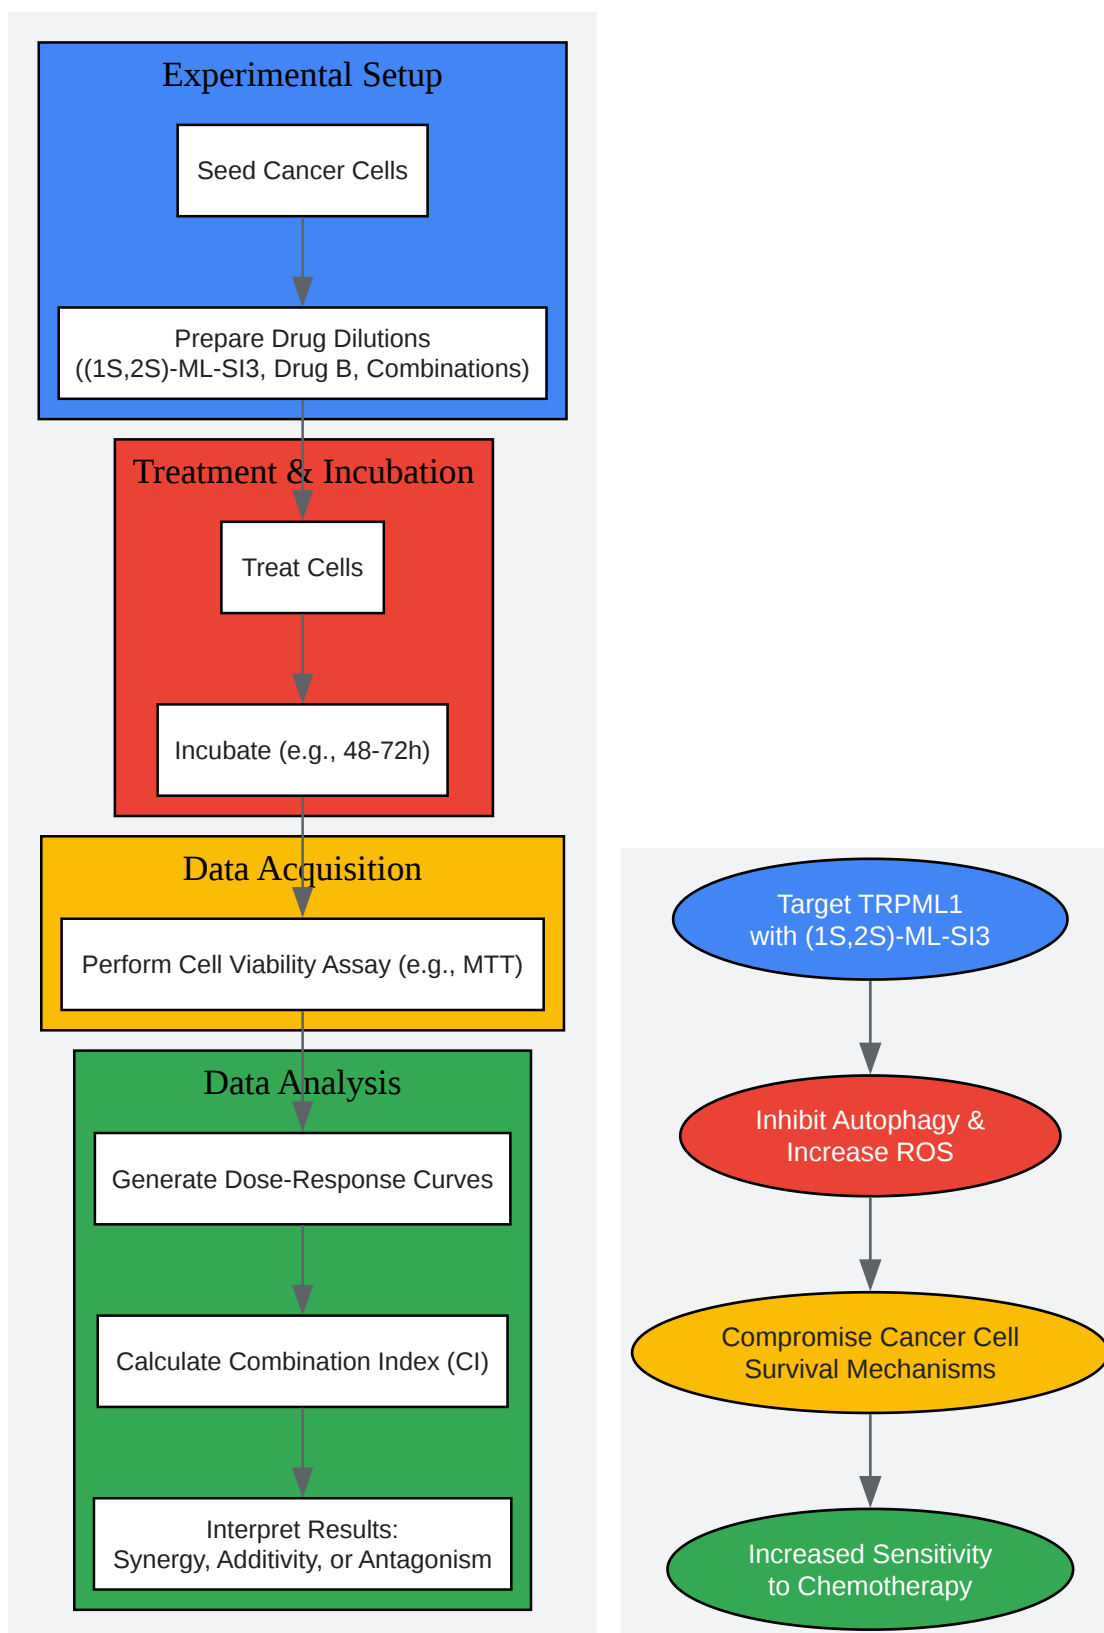 Experimental Setup
Seed Cancer Cells
Prepare Drug Dilutions
((1S,2S)-ML-SI3, Drug B, Combinations)
Treatment & Incubation
Treat Cells
Incubate (e.g., 48-72h)
Data Acquisition
Perform Cell Viability Assay (e.g., MTT)
Data Analysis
Generate Dose-Response Curves
Calculate Combination Index (CI)
Interpret Results:
Synergy, Additivity, or Antagonism
Target TRPML1
with (1S,2S)-ML-SI3
Inhibit Autophagy &
Increase ROS
Compromise Cancer Cell
Survival Mechanisms
Increased Sensitivity
to Chemotherapy